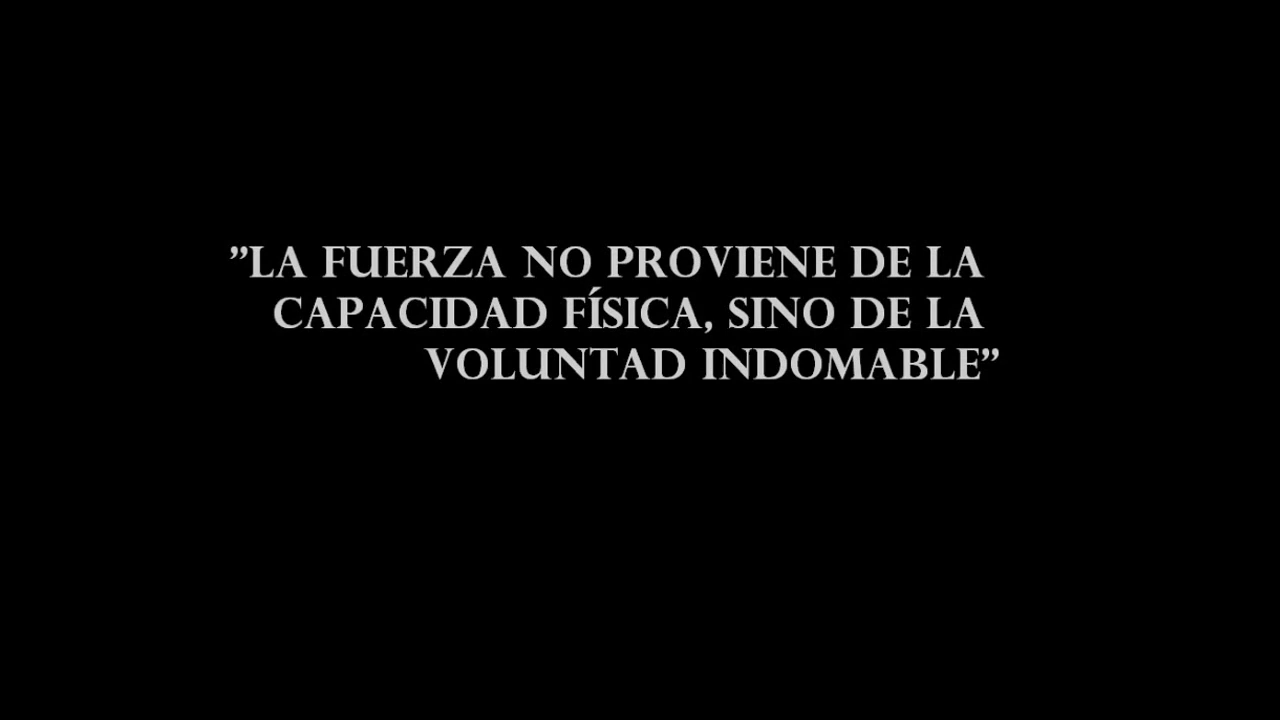 ”LA FUERZA NO PROVIENE DE LA
CAPACIDAD FÍSICA, SINO DE LA
VOLUNTAD INDOMABLE”